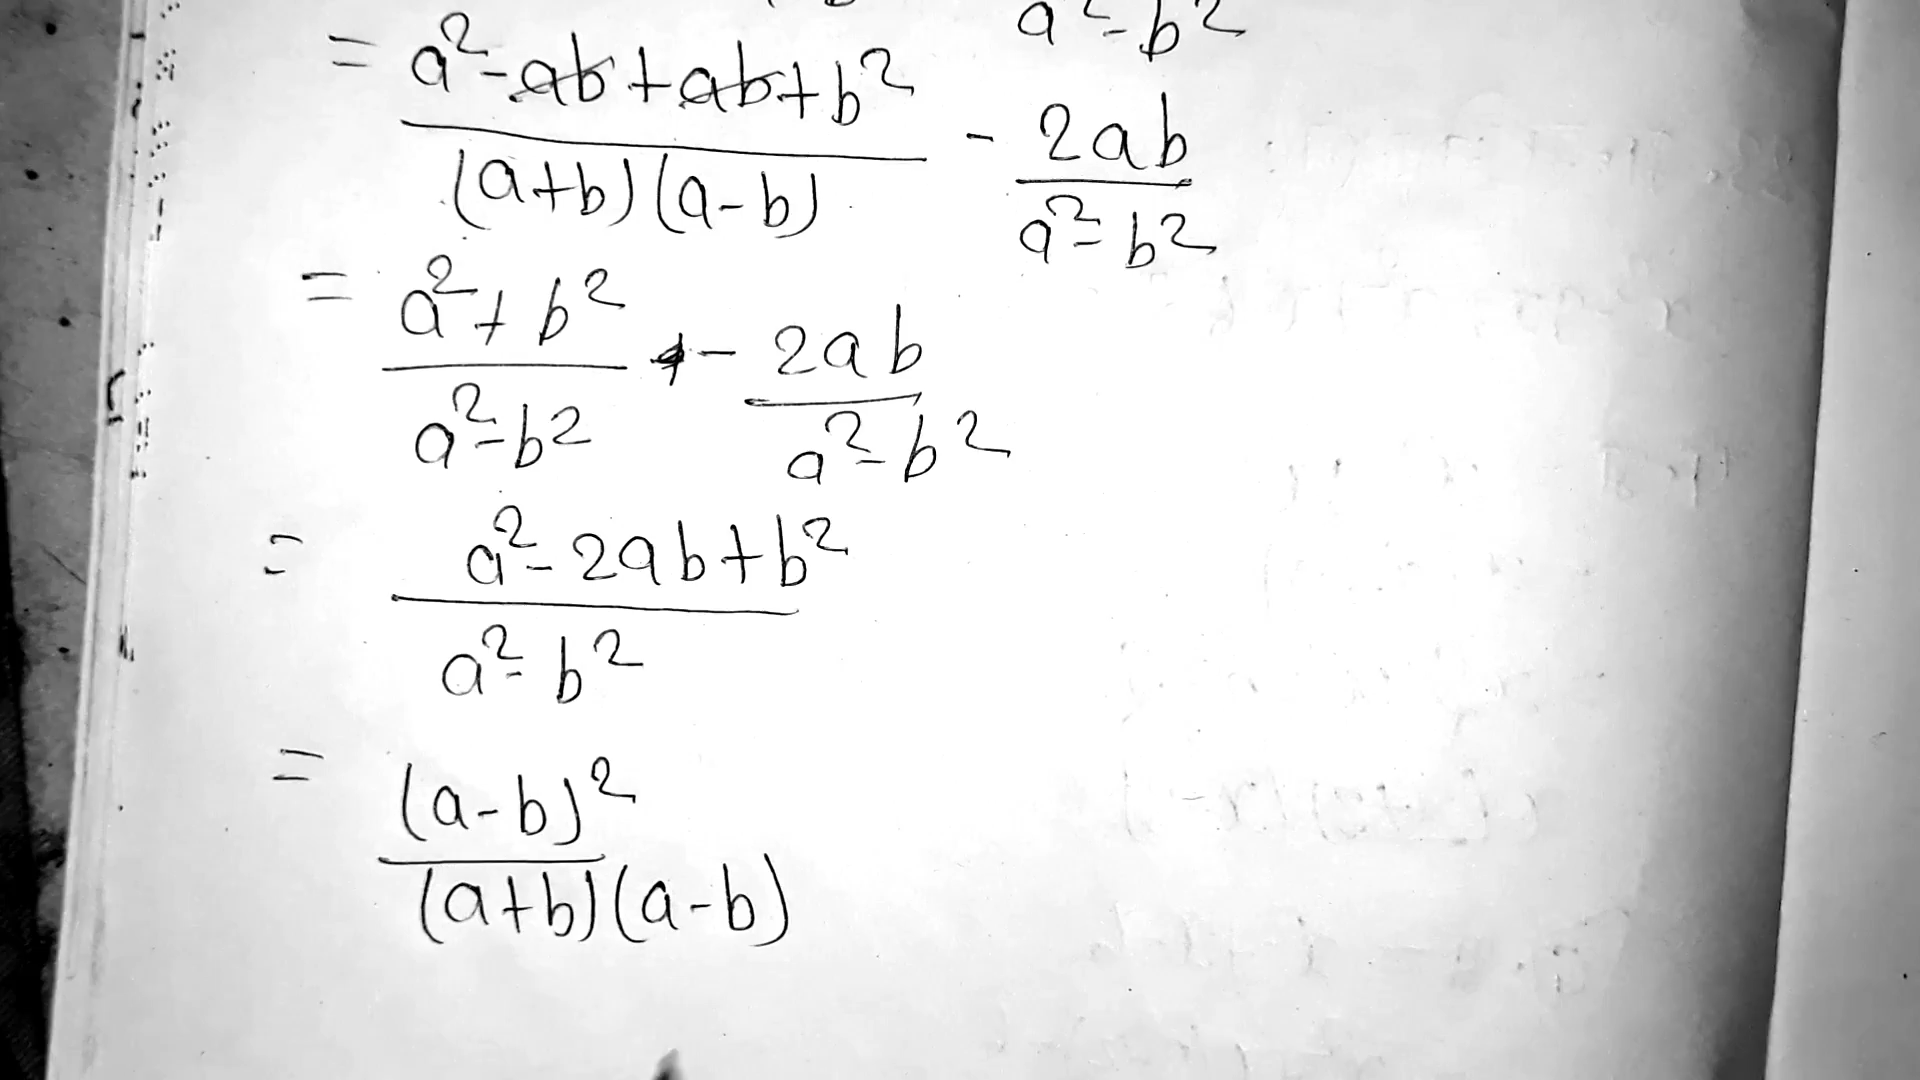 a²-b²
= a²-ab+ab+b² / (a+b)(a-b) - 2ab / a²-b²
= a²+b² / a²-b² - 2ab / a²-b²
= a²-2ab+b² / a²-b²
= (a-b)² / (a+b)(a-b)